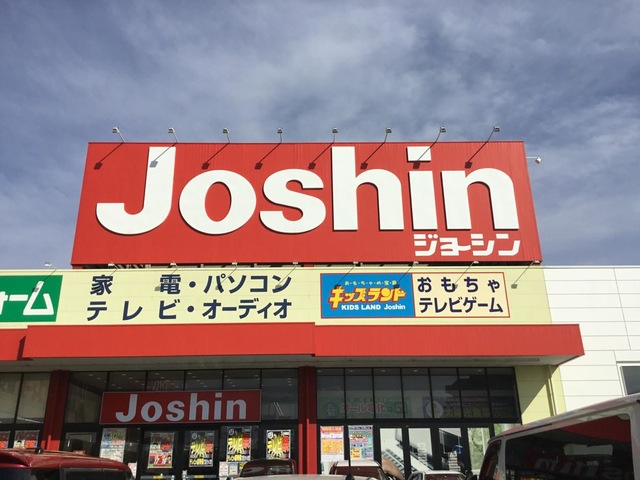 Joshin
ジョーシン
ォーム
家電・パソコン
テレビ・オーディオ
お・も・ちゃ・の・宝・島
キッズランド
KIDS LAND Joshin
おもちゃ
テレビゲーム
Joshin